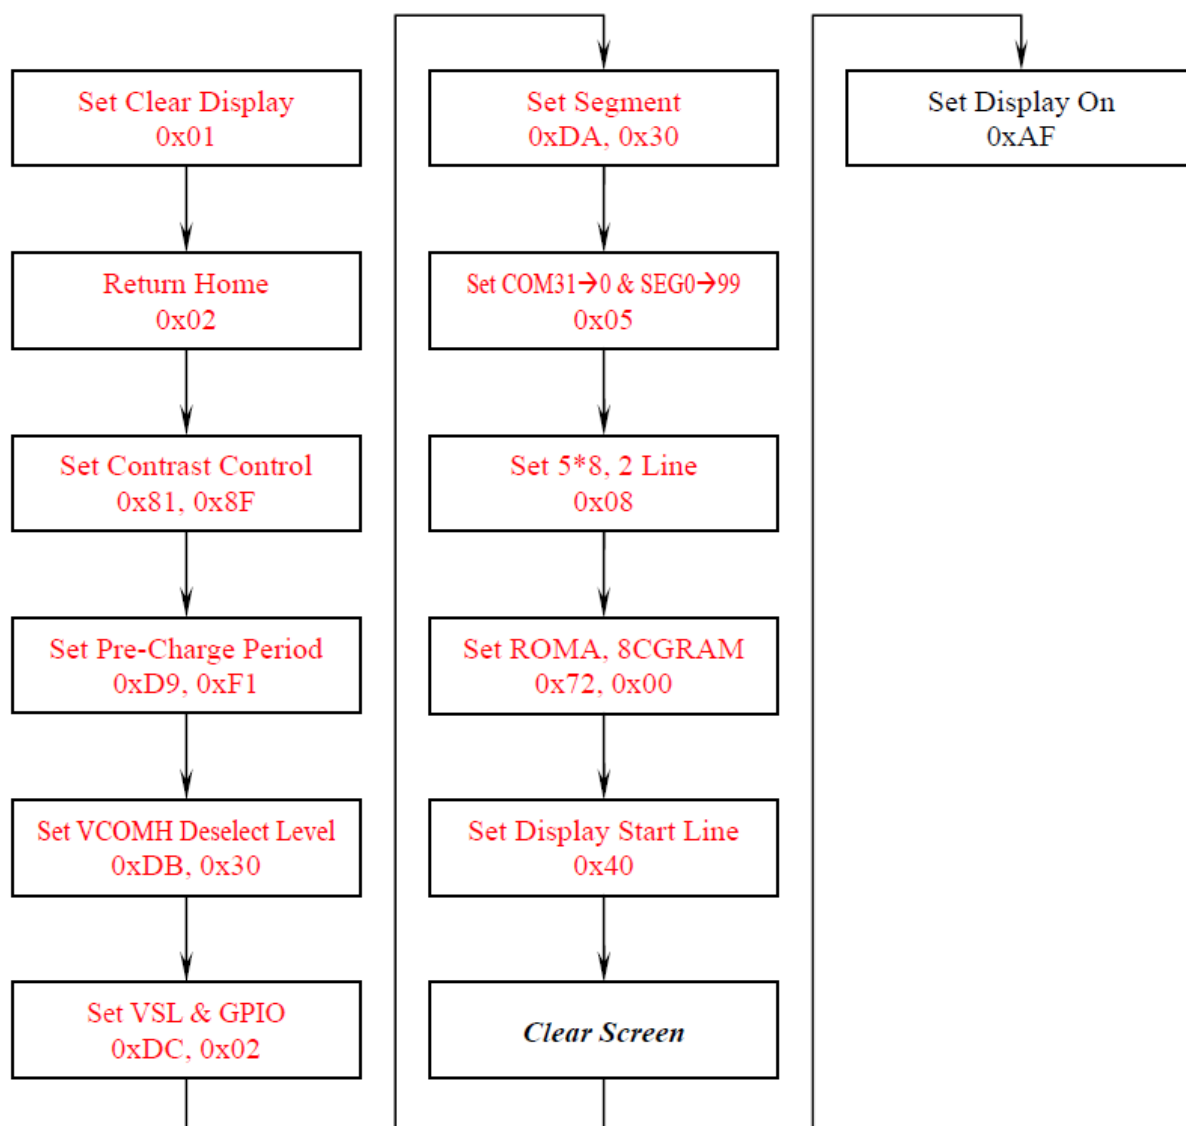 Set Clear Display
0x01
Return Home
0x02
Set Contrast Control
0x81, 0x8F
Set Pre-Charge Period
0xD9, 0xF1
Set VCOMH Deselect Level
0xDB, 0x30
Set VSL & GPIO
0xDC, 0x02
Set Segment
0xDA, 0x30
Set COM31→0 & SEG0→99
0x05
Set 5*8, 2 Line
0x08
Set ROMA, 8CGRAM
0x72, 0x00
Set Display Start Line
0x40
Clear Screen
Set Display On
0xAF